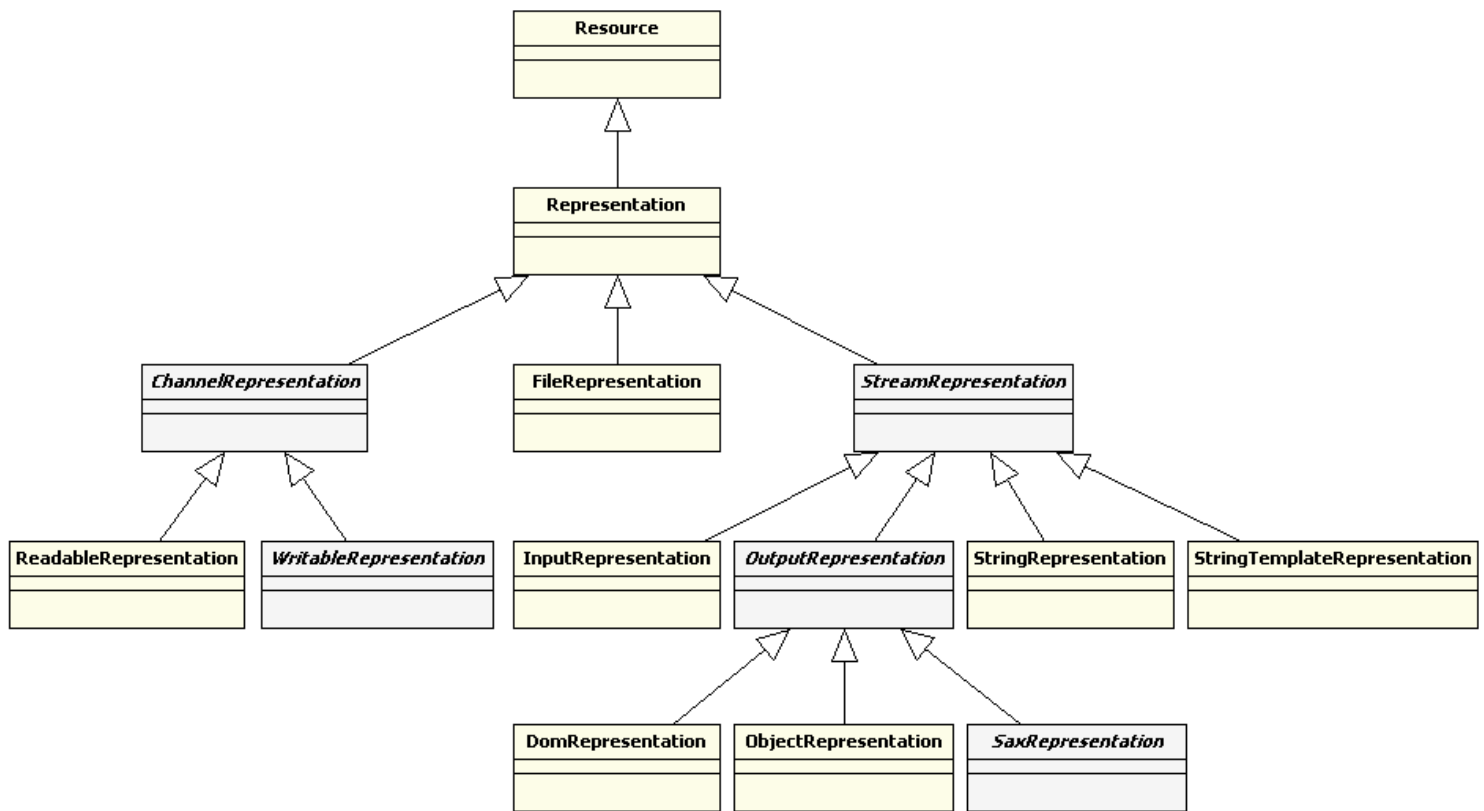 Resource
Representation
ChannelRepresentation
FileRepresentation
StreamRepresentation
ReadableRepresentation
WritableRepresentation
InputRepresentation
OutputRepresentation
StringRepresentation
StringTemplateRepresentation
DomRepresentation
ObjectRepresentation
SaxRepresentation